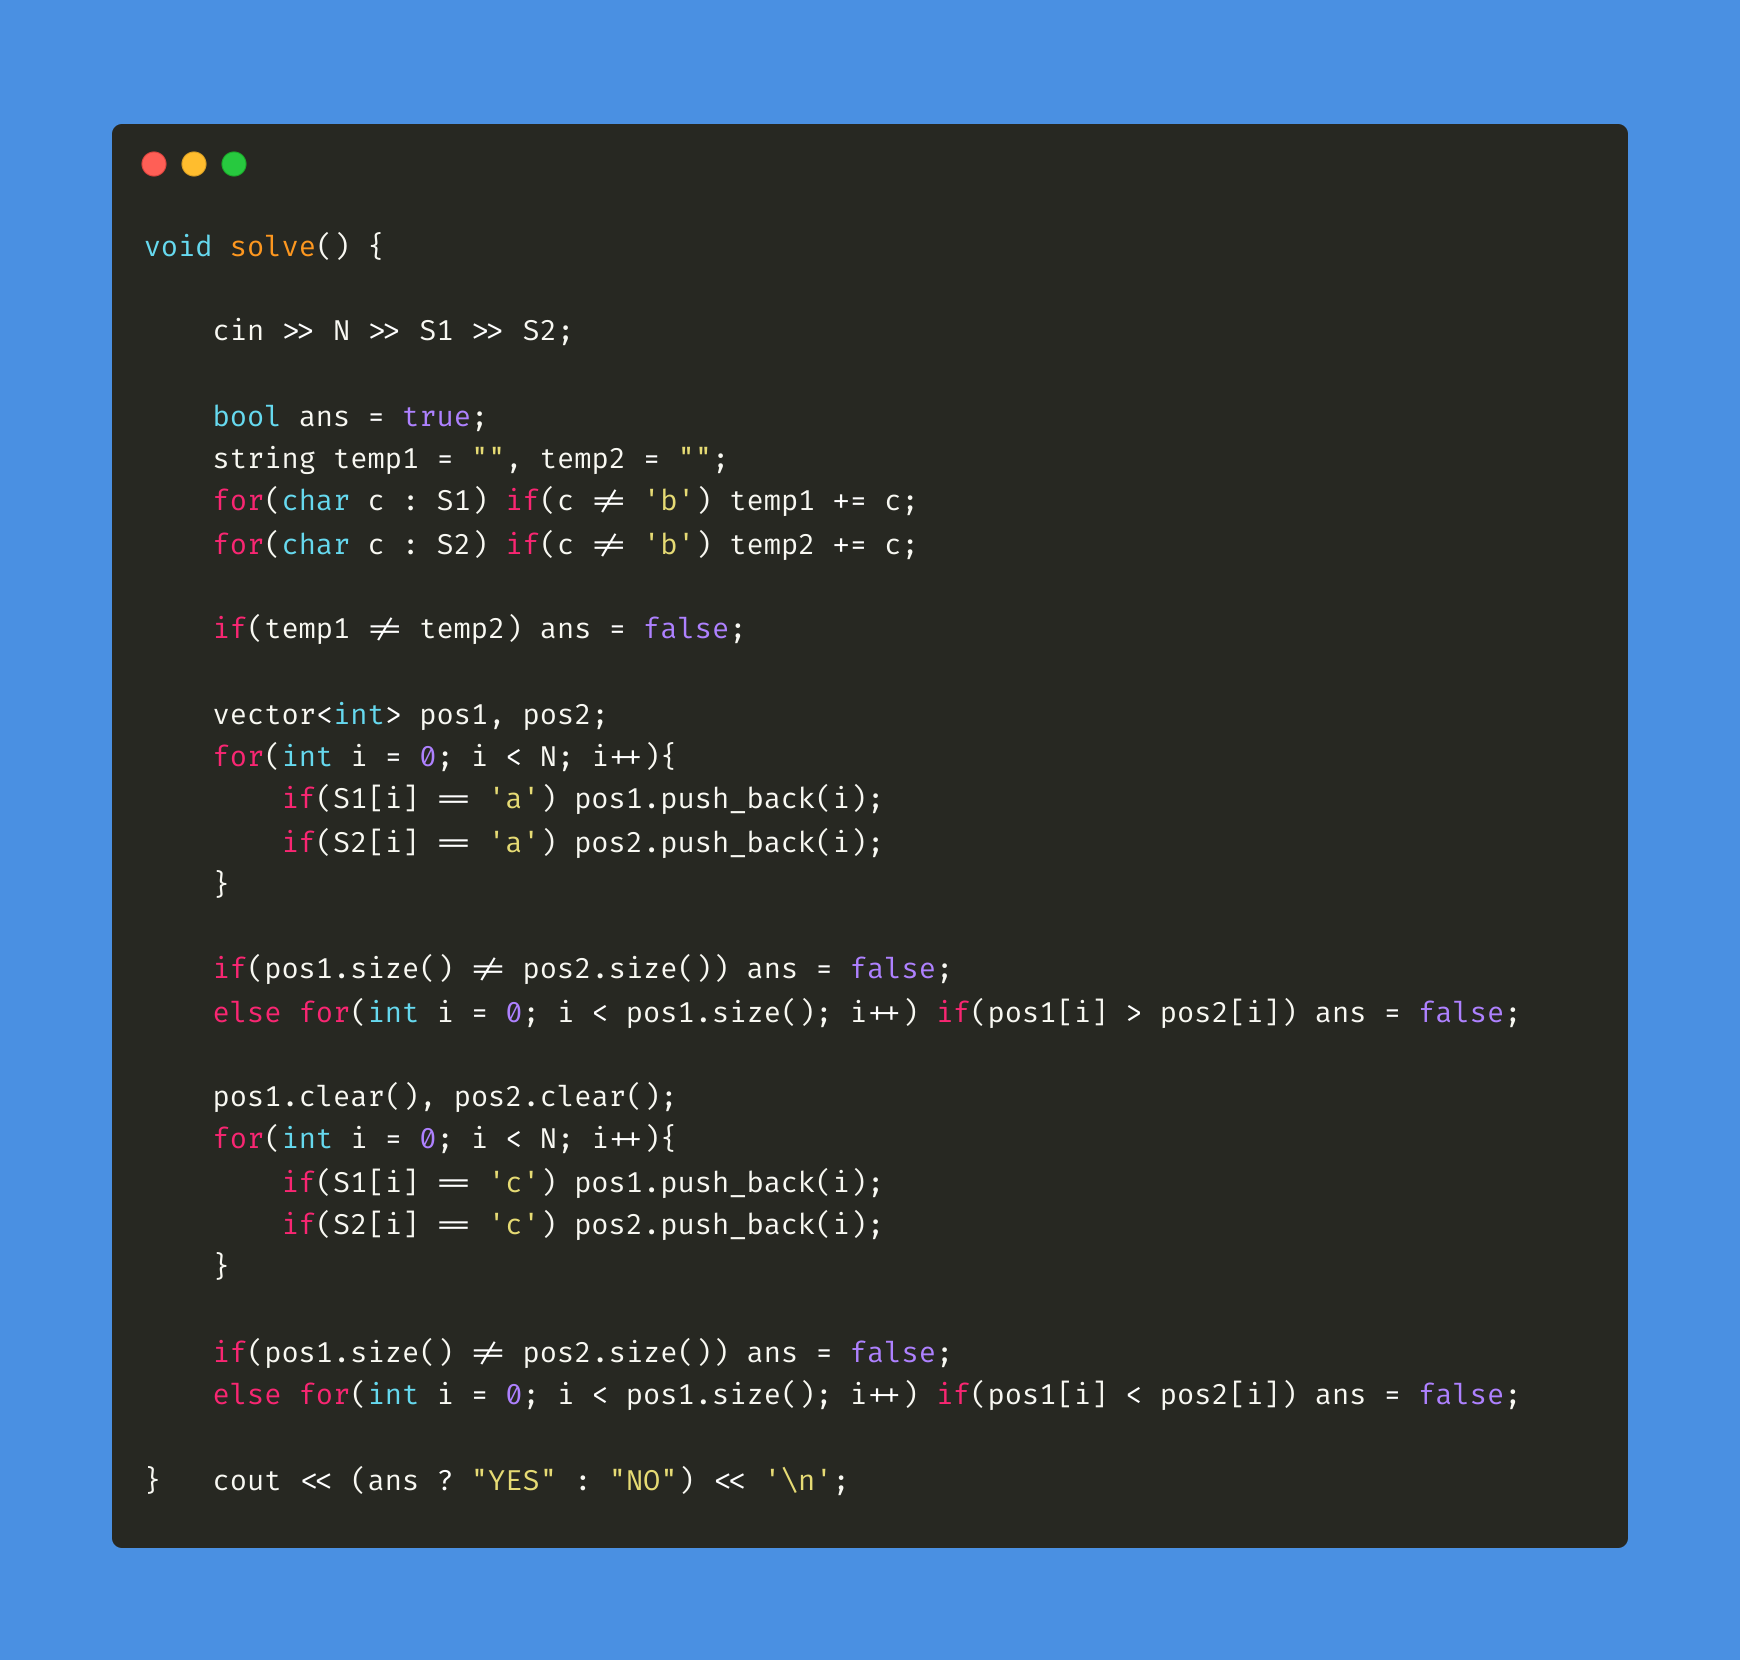 void solve() {
    cin >> N >> S1 >> S2;
    bool ans = true;
    string temp1 = "", temp2 = "";
    for(char c : S1) if(c != 'b') temp1 += c;
    for(char c : S2) if(c != 'b') temp2 += c;
    if(temp1 != temp2) ans = false;
    vector<int> pos1, pos2;
    for(int i = 0; i < N; i++){
        if(S1[i] == 'a') pos1.push_back(i);
        if(S2[i] == 'a') pos2.push_back(i);
    }
    if(pos1.size() != pos2.size()) ans = false;
    else for(int i = 0; i < pos1.size(); i++) if(pos1[i] > pos2[i]) ans = false;
    pos1.clear(), pos2.clear();
    for(int i = 0; i < N; i++){
        if(S1[i] == 'c') pos1.push_back(i);
        if(S2[i] == 'c') pos2.push_back(i);
    }
    if(pos1.size() != pos2.size()) ans = false;
    else for(int i = 0; i < pos1.size(); i++) if(pos1[i] < pos2[i]) ans = false;
}   cout << (ans ? "YES" : "NO") << '\n';